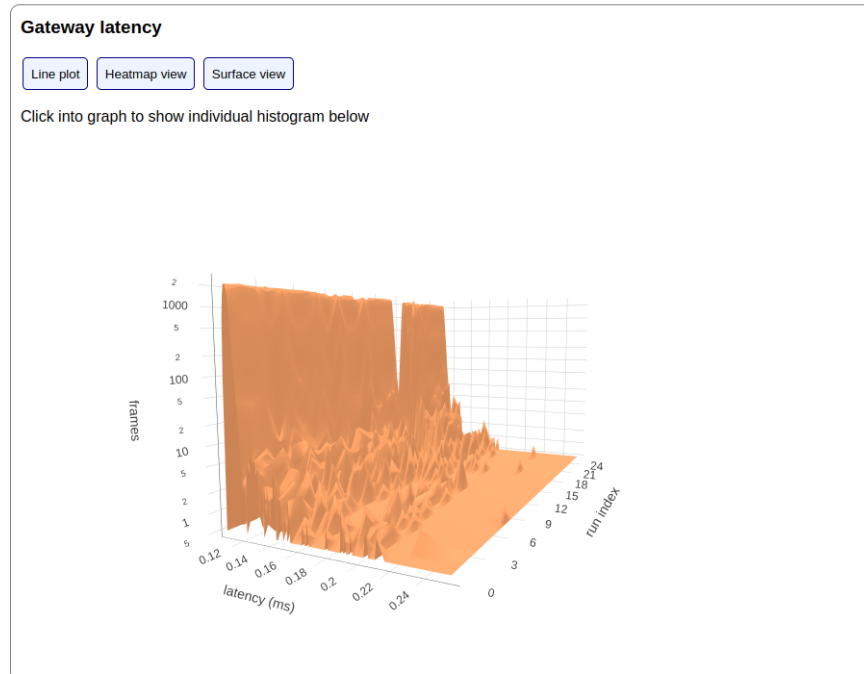 Gateway latency
Line plot Heatmap view Surface view
Click into graph to show individual histogram below
2
1000
5
2
100
5
2
10
5
2
1
5
frames
0.12 0.14 0.16 0.18 0.2 0.22 0.24
latency (ms)
0 3 6 9 12 15 18 21 24
run index